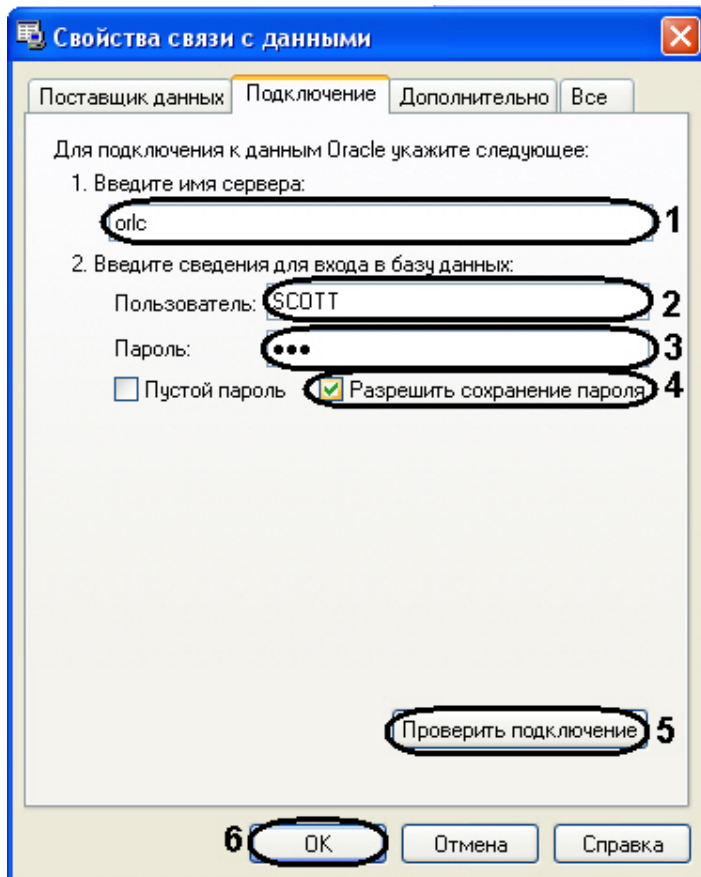 Свойства связи с данными
Поставщик данных Подключение Дополнительно Все
Для подключения к данным Oracle укажите следующее:
1. Введите имя сервера:
orlc 1
2. Введите сведения для входа в базу данных:
Пользователь: SCOTT 2
Пароль: ●●● 3
Пустой пароль Разрешить сохранение пароля 4
Проверить подключение 5
6 OK Отмена Справка